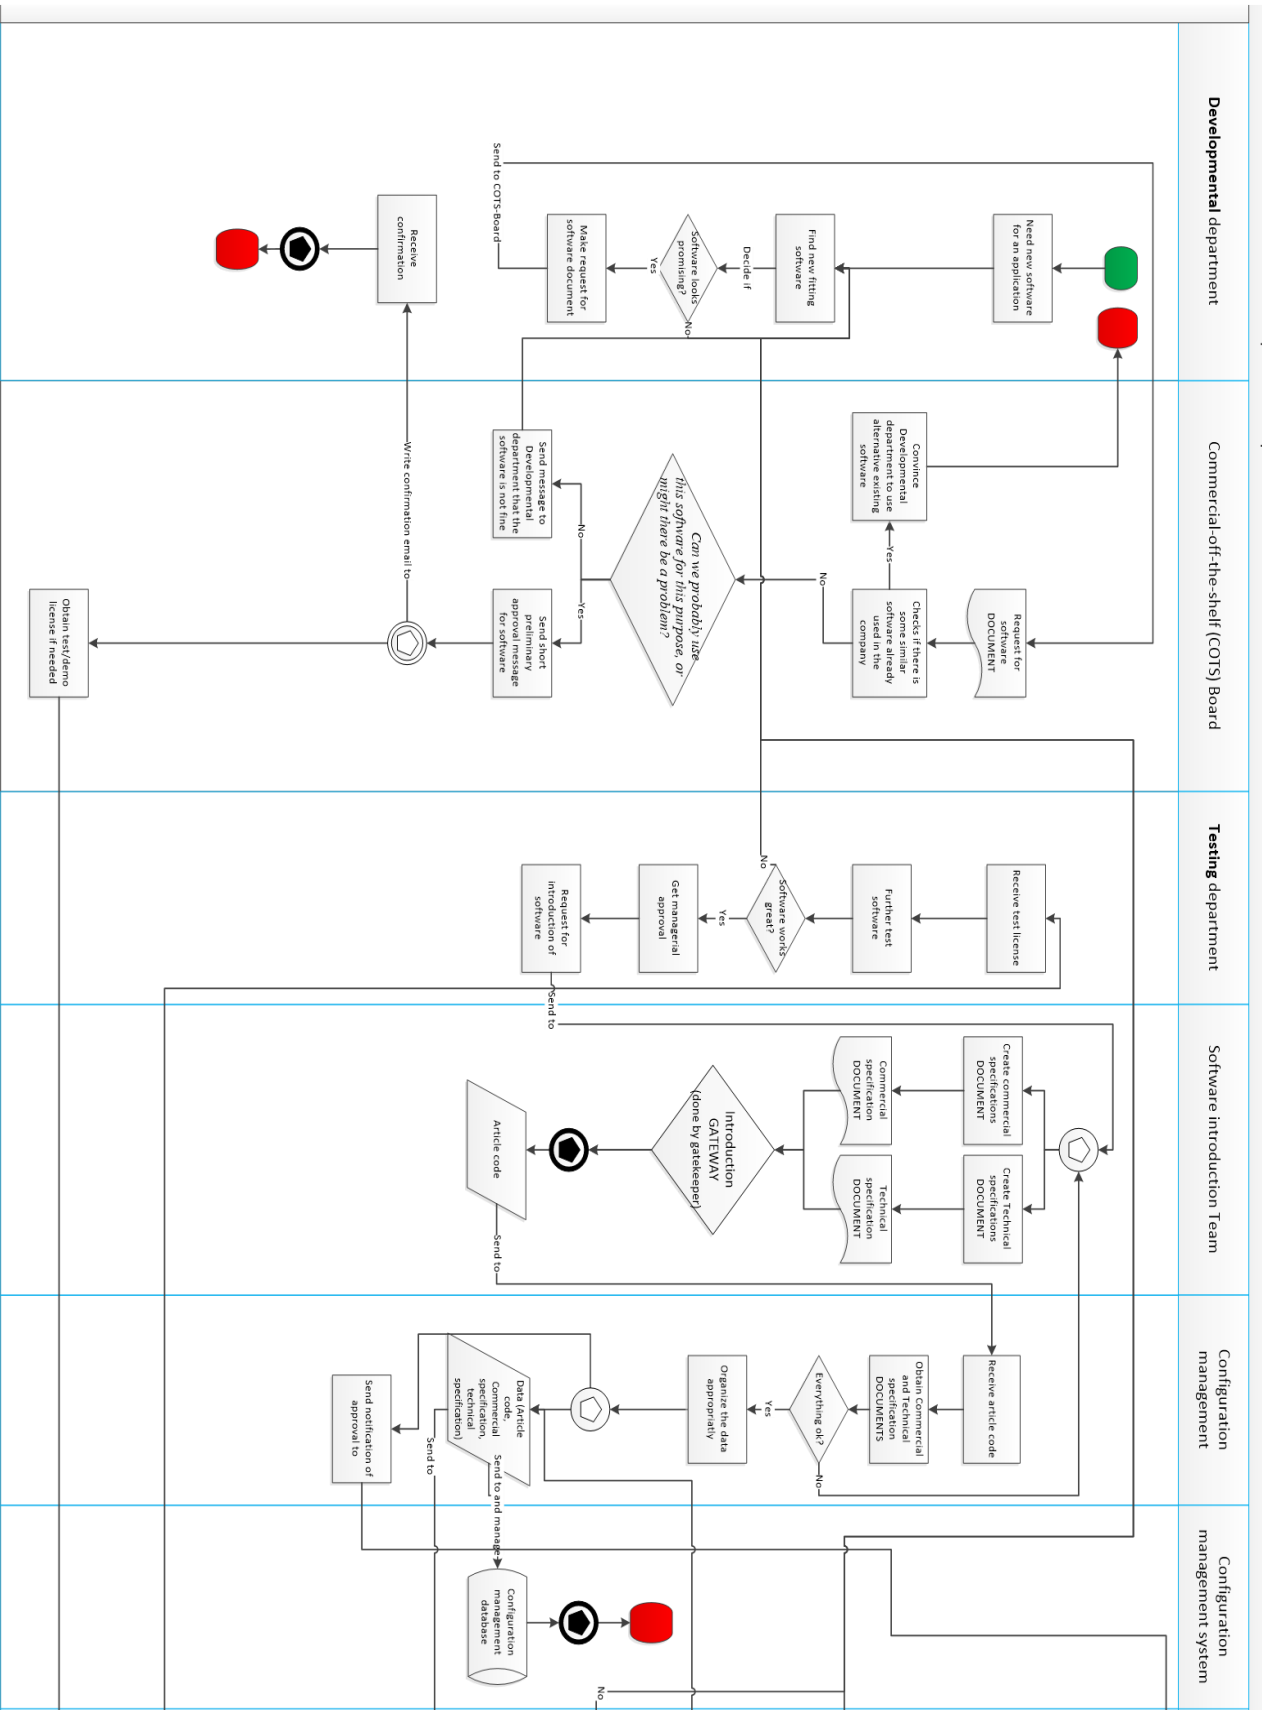 Developmental department
Need new software
for an application
Find new fitting
software
Decide if
Software looks
promising?
No
Yes
Make request for
software document
Send to COTS-Board
Receive
confirmation
Commercial-off-the-shelf (COTS) Board
Request for
software
DOCUMENT
Checks if there is
some similar
software already
used in the
company
Yes
Convince
Developmental
department to use
alternative existing
software
No
Can we probably use
this software for this purpose, or
might there be a problem?
No
Yes
Send message to
Developmental
department that the
software is not fine
Send short
preliminary
approval message
for software
Write confirmation email to
Obtain test/demo
license if needed
Testing department
Receive test license
Further test
software
Software works
great?
No
Yes
Get managerial
approval
Request for
introduction of
software
Send to
Software introduction Team
Create commercial
specifications
DOCUMENT
Create Technical
specifications
DOCUMENT
Commercial
specification
DOCUMENT
Technical
specification
DOCUMENT
Introduction
GATEWAY
(done by gatekeeper)
Article code
Send to
Configuration
management
Receive article code
Obtain Commercial
and Technical
specification
DOCUMENTS
Everything ok?
No
Yes
Organize the data
appropriatly
Data (Article
code,
Commercial
specification,
technical
specification)
Send to and manage
Send to
Send notification of
approval to
Configuration
management system
Configuration
management
database
No